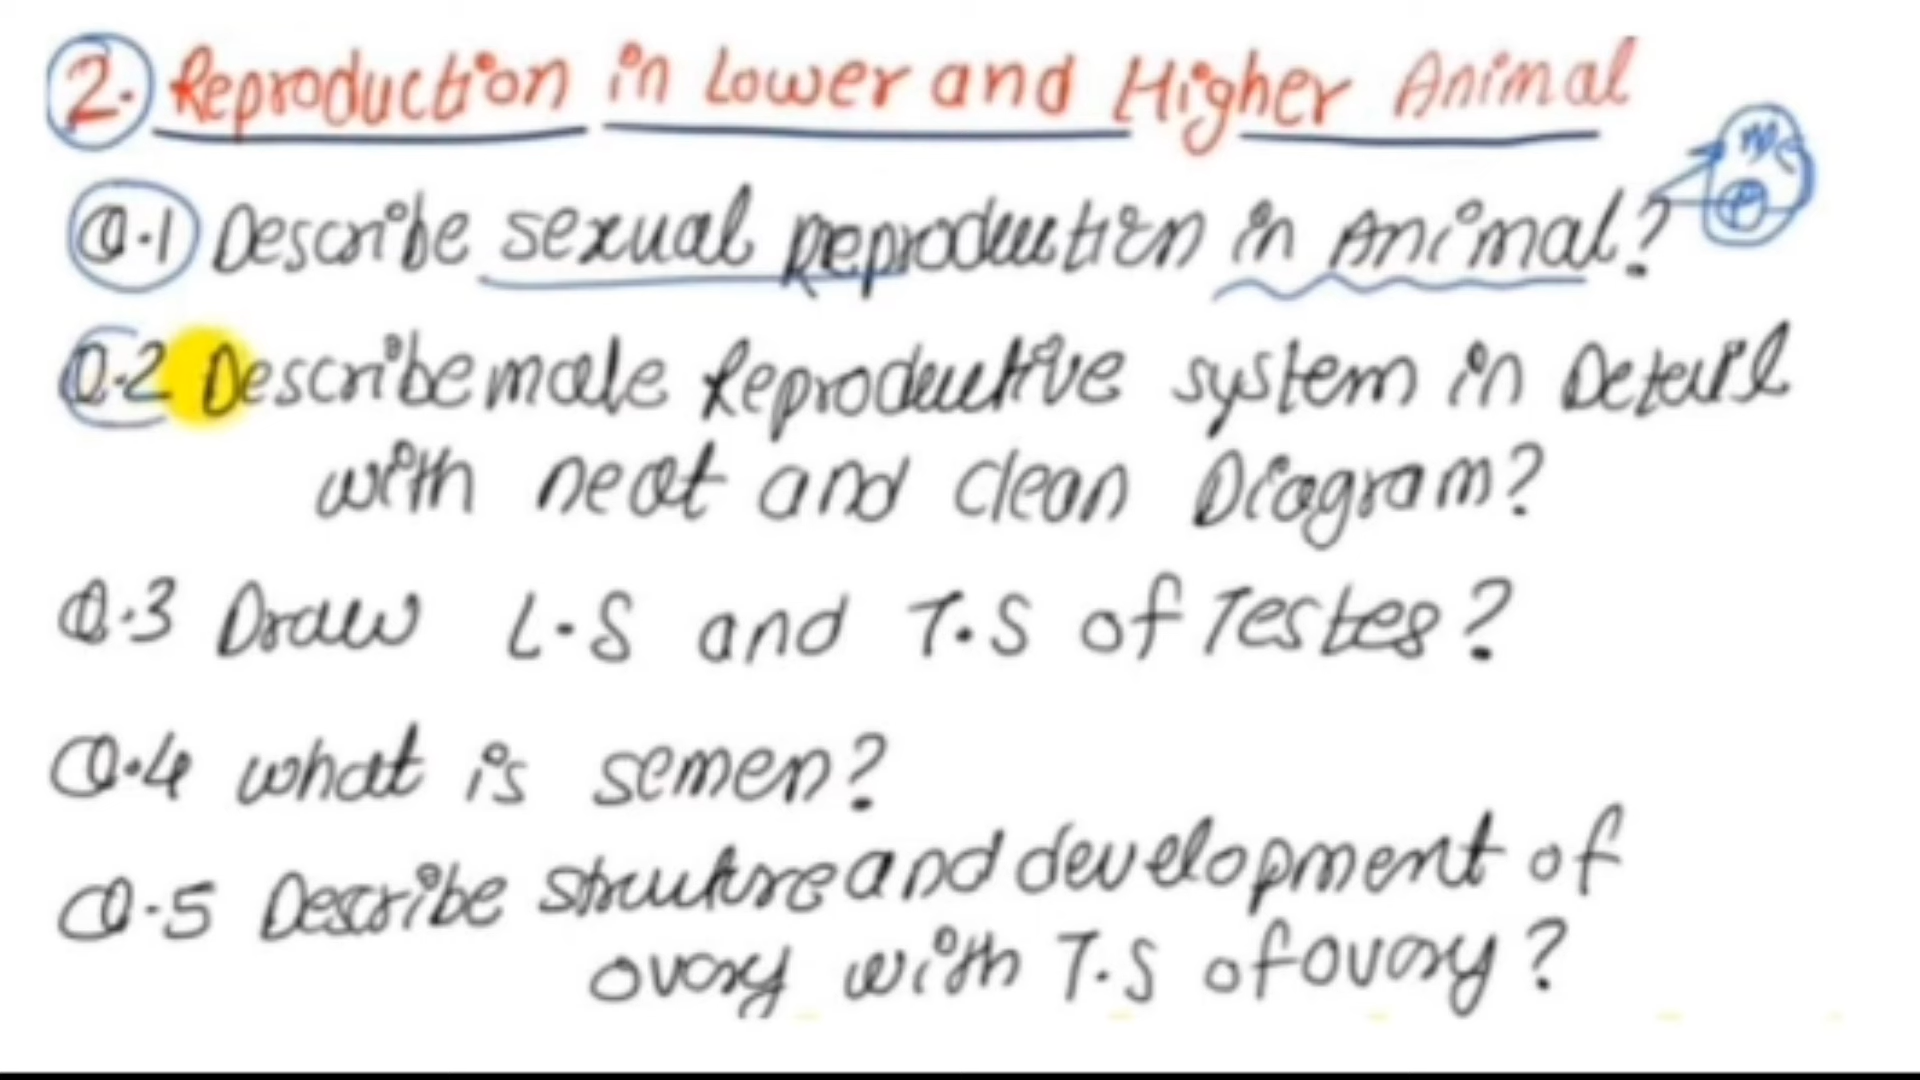 2. Reproduction in Lower and Higher Animal
Q.1 Describe sexual Reproduction in Animal?
Q.2 Describe male Reproductive system in Detail
with neat and clean Diagram?
Q.3 Draw L.S and T.S of Testes?
Q.4 what is semen?
Q.5 Describe structure and development of
ovary with T.S of ovary?